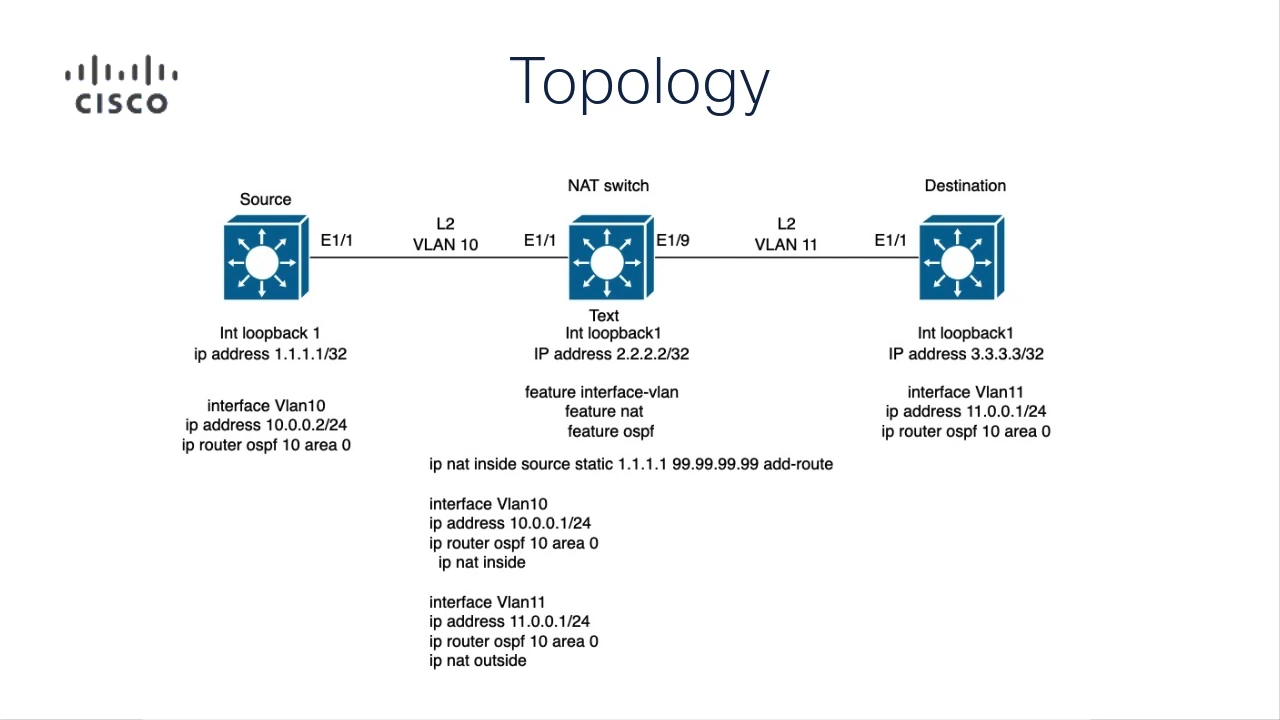 CISCO
Topology
Source
NAT switch
Destination
E1/1
L2
VLAN 10
E1/1
E1/9
L2
VLAN 11
E1/1
Int loopback 1
ip address 1.1.1.1/32
interface Vlan10
ip address 10.0.0.2/24
ip router ospf 10 area 0
Text
Int loopback1
IP address 2.2.2.2/32
feature interface-vlan
feature nat
feature ospf
ip nat inside source static 1.1.1.1 99.99.99.99 add-route
interface Vlan10
ip address 10.0.0.1/24
ip router ospf 10 area 0
ip nat inside
interface Vlan11
ip address 11.0.0.1/24
ip router ospf 10 area 0
ip nat outside
Int loopback1
IP address 3.3.3.3/32
interface Vlan11
ip address 11.0.0.1/24
ip router ospf 10 area 0